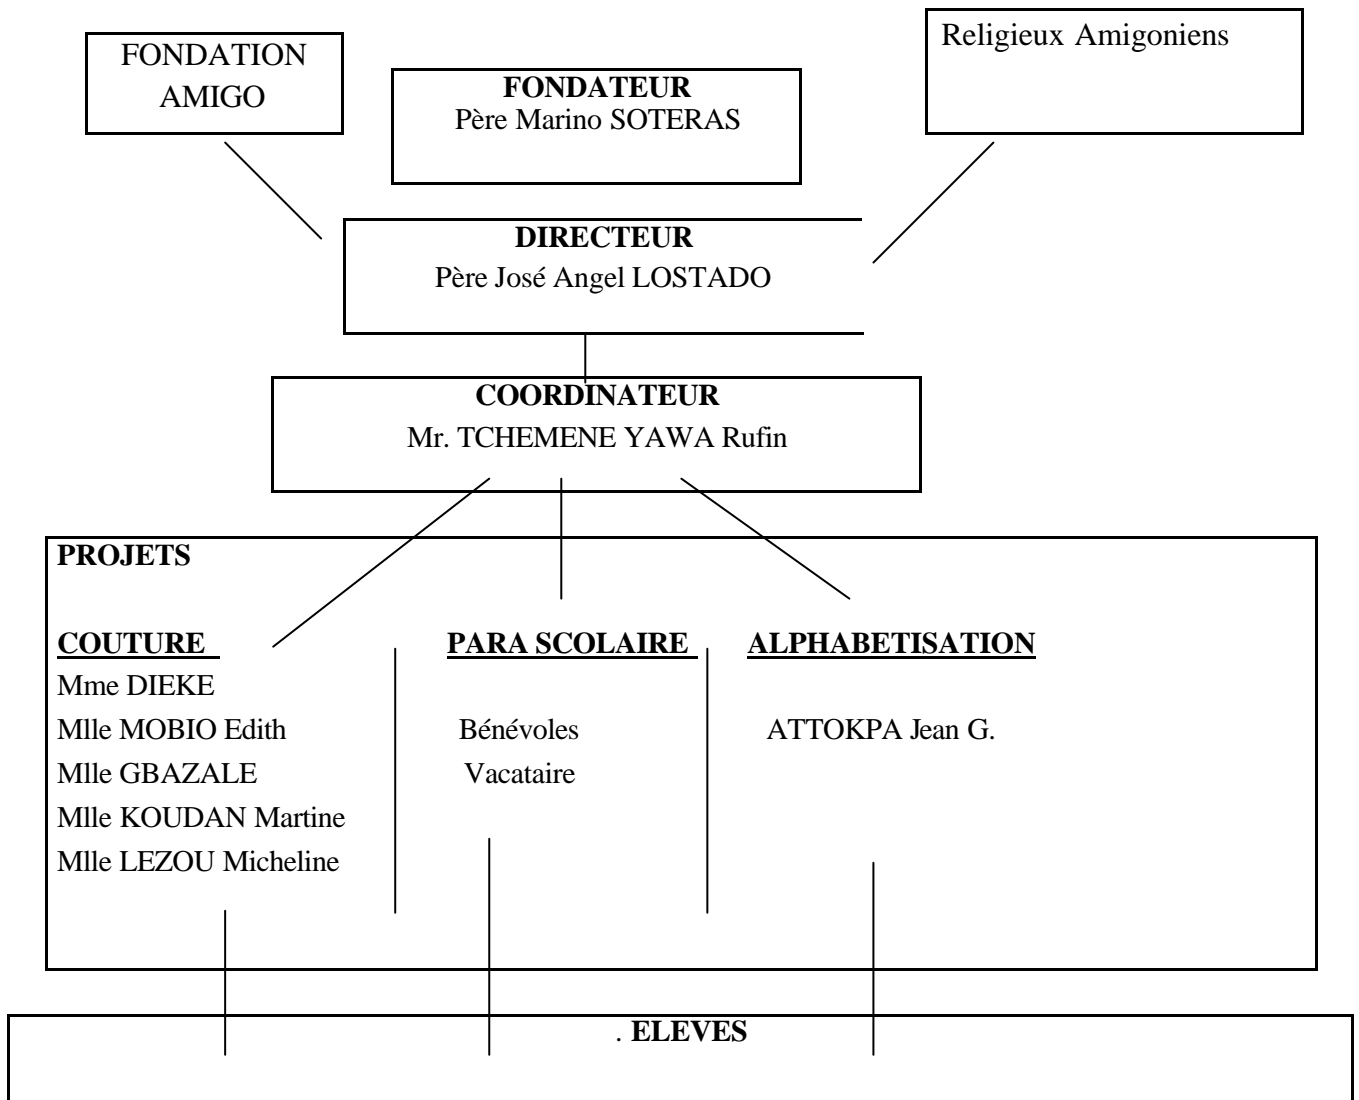 FONDATION
AMIGO
FONDATEUR
Père Marino SOTERAS
Religieux Amigoniens
DIRECTEUR
Père José Angel LOSTADO
COORDINATEUR
Mr. TCHEMENE YAWA Rufin
PROJETS
COUTURE
Mme DIEKE
Mlle MOBIO Edith
Mlle GBAZALE
Mlle KOUDAN Martine
Mlle LEZOU Micheline
PARA SCOLAIRE
Bénévoles
Vacataire
ALPHABETISATION
ATTOKPA Jean G.
. ELEVES